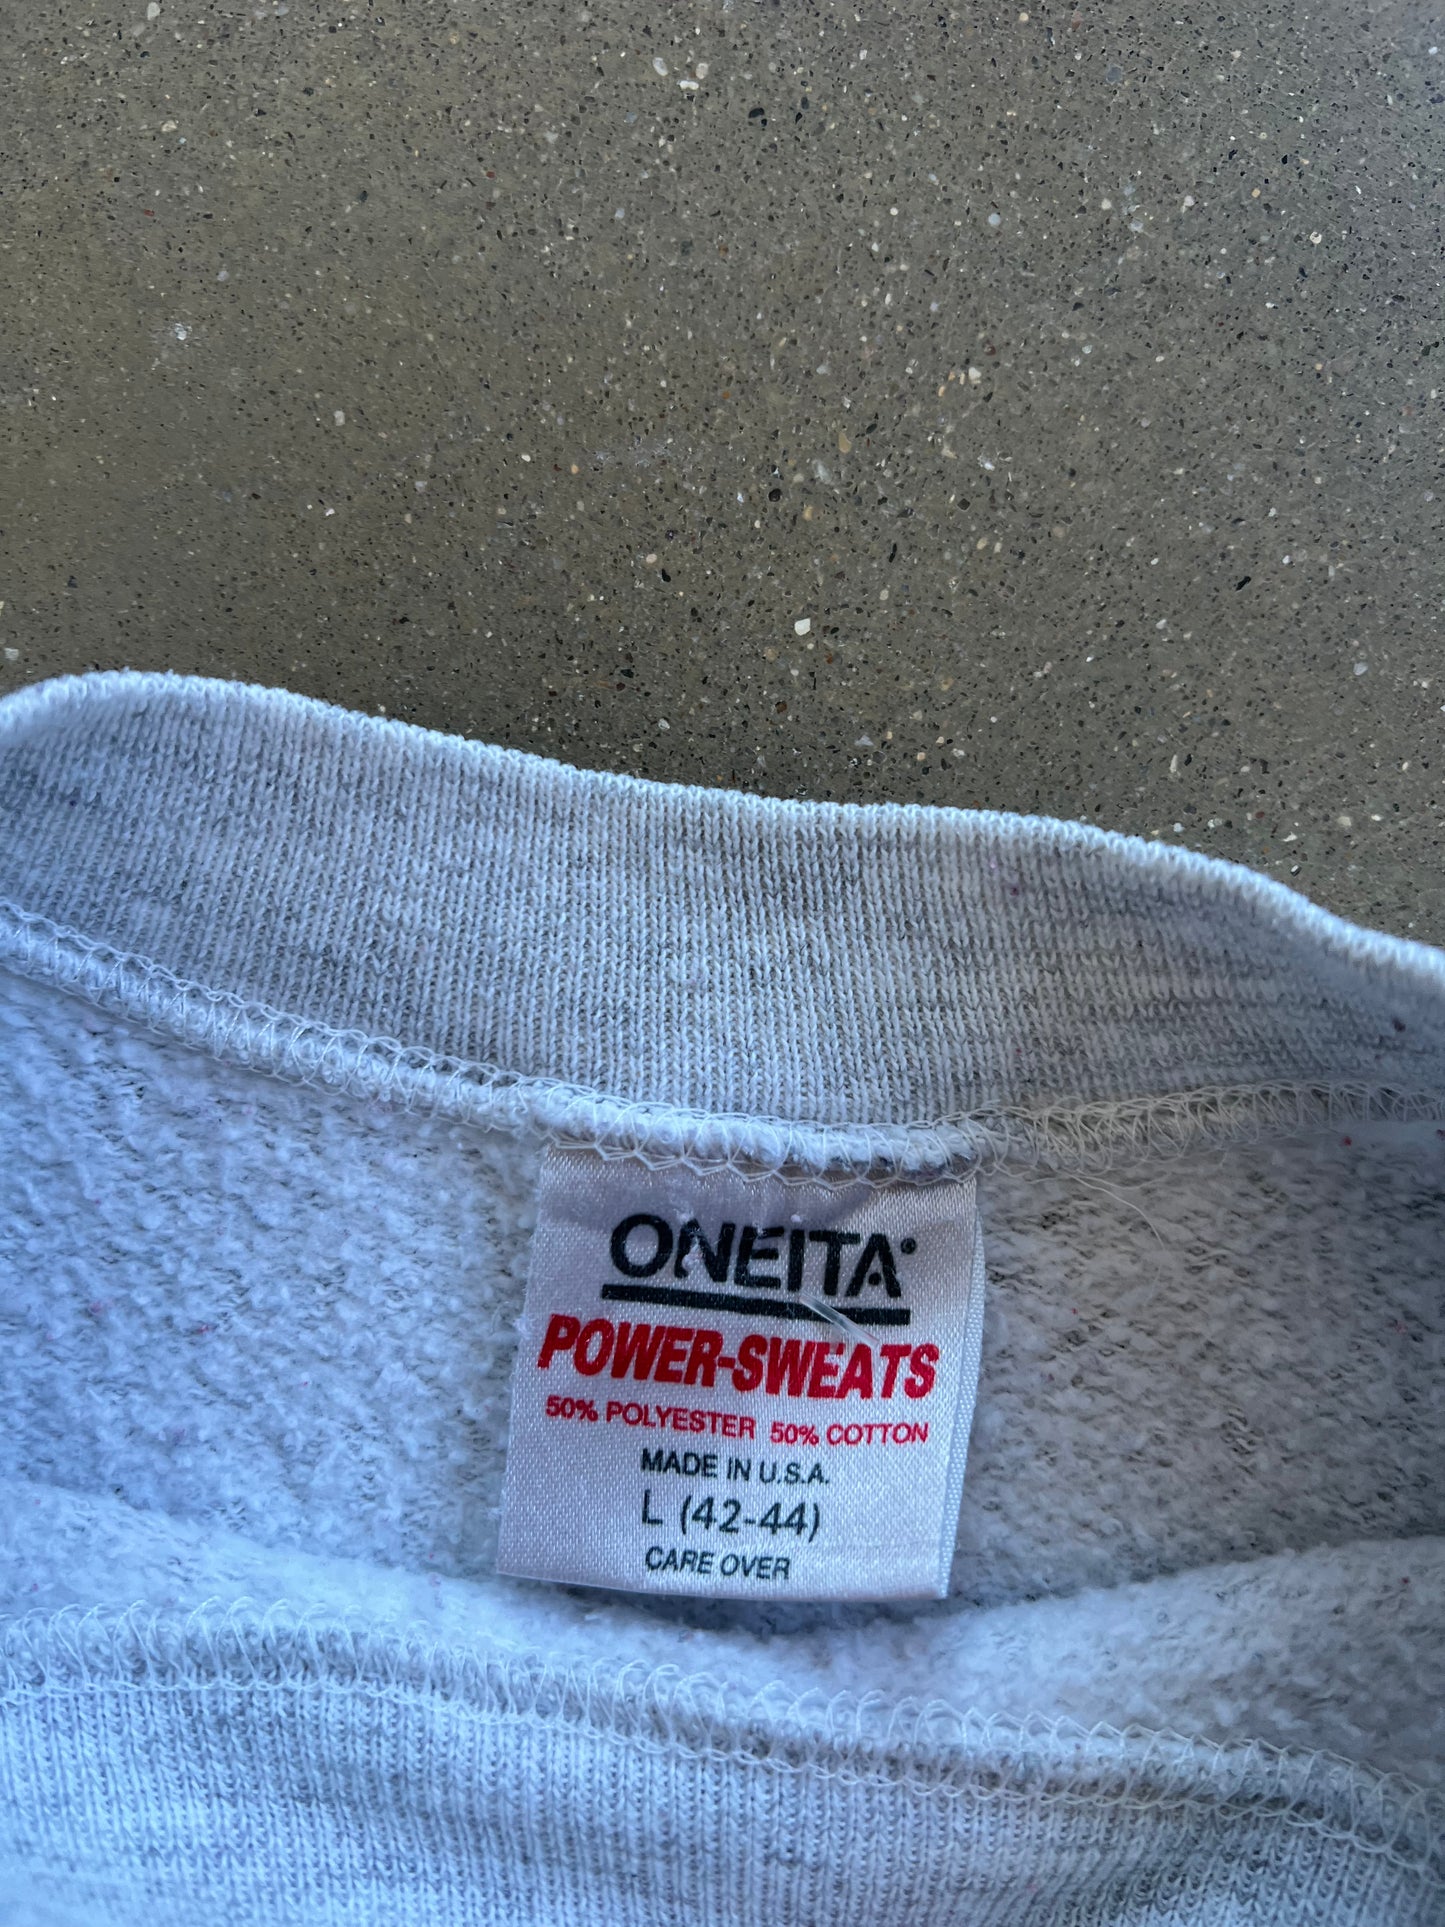 ONEITA®
POWER-SWEATS
50% POLYESTER 50% COTTON
MADE IN U.S.A.
L (42-44)
CARE OVER